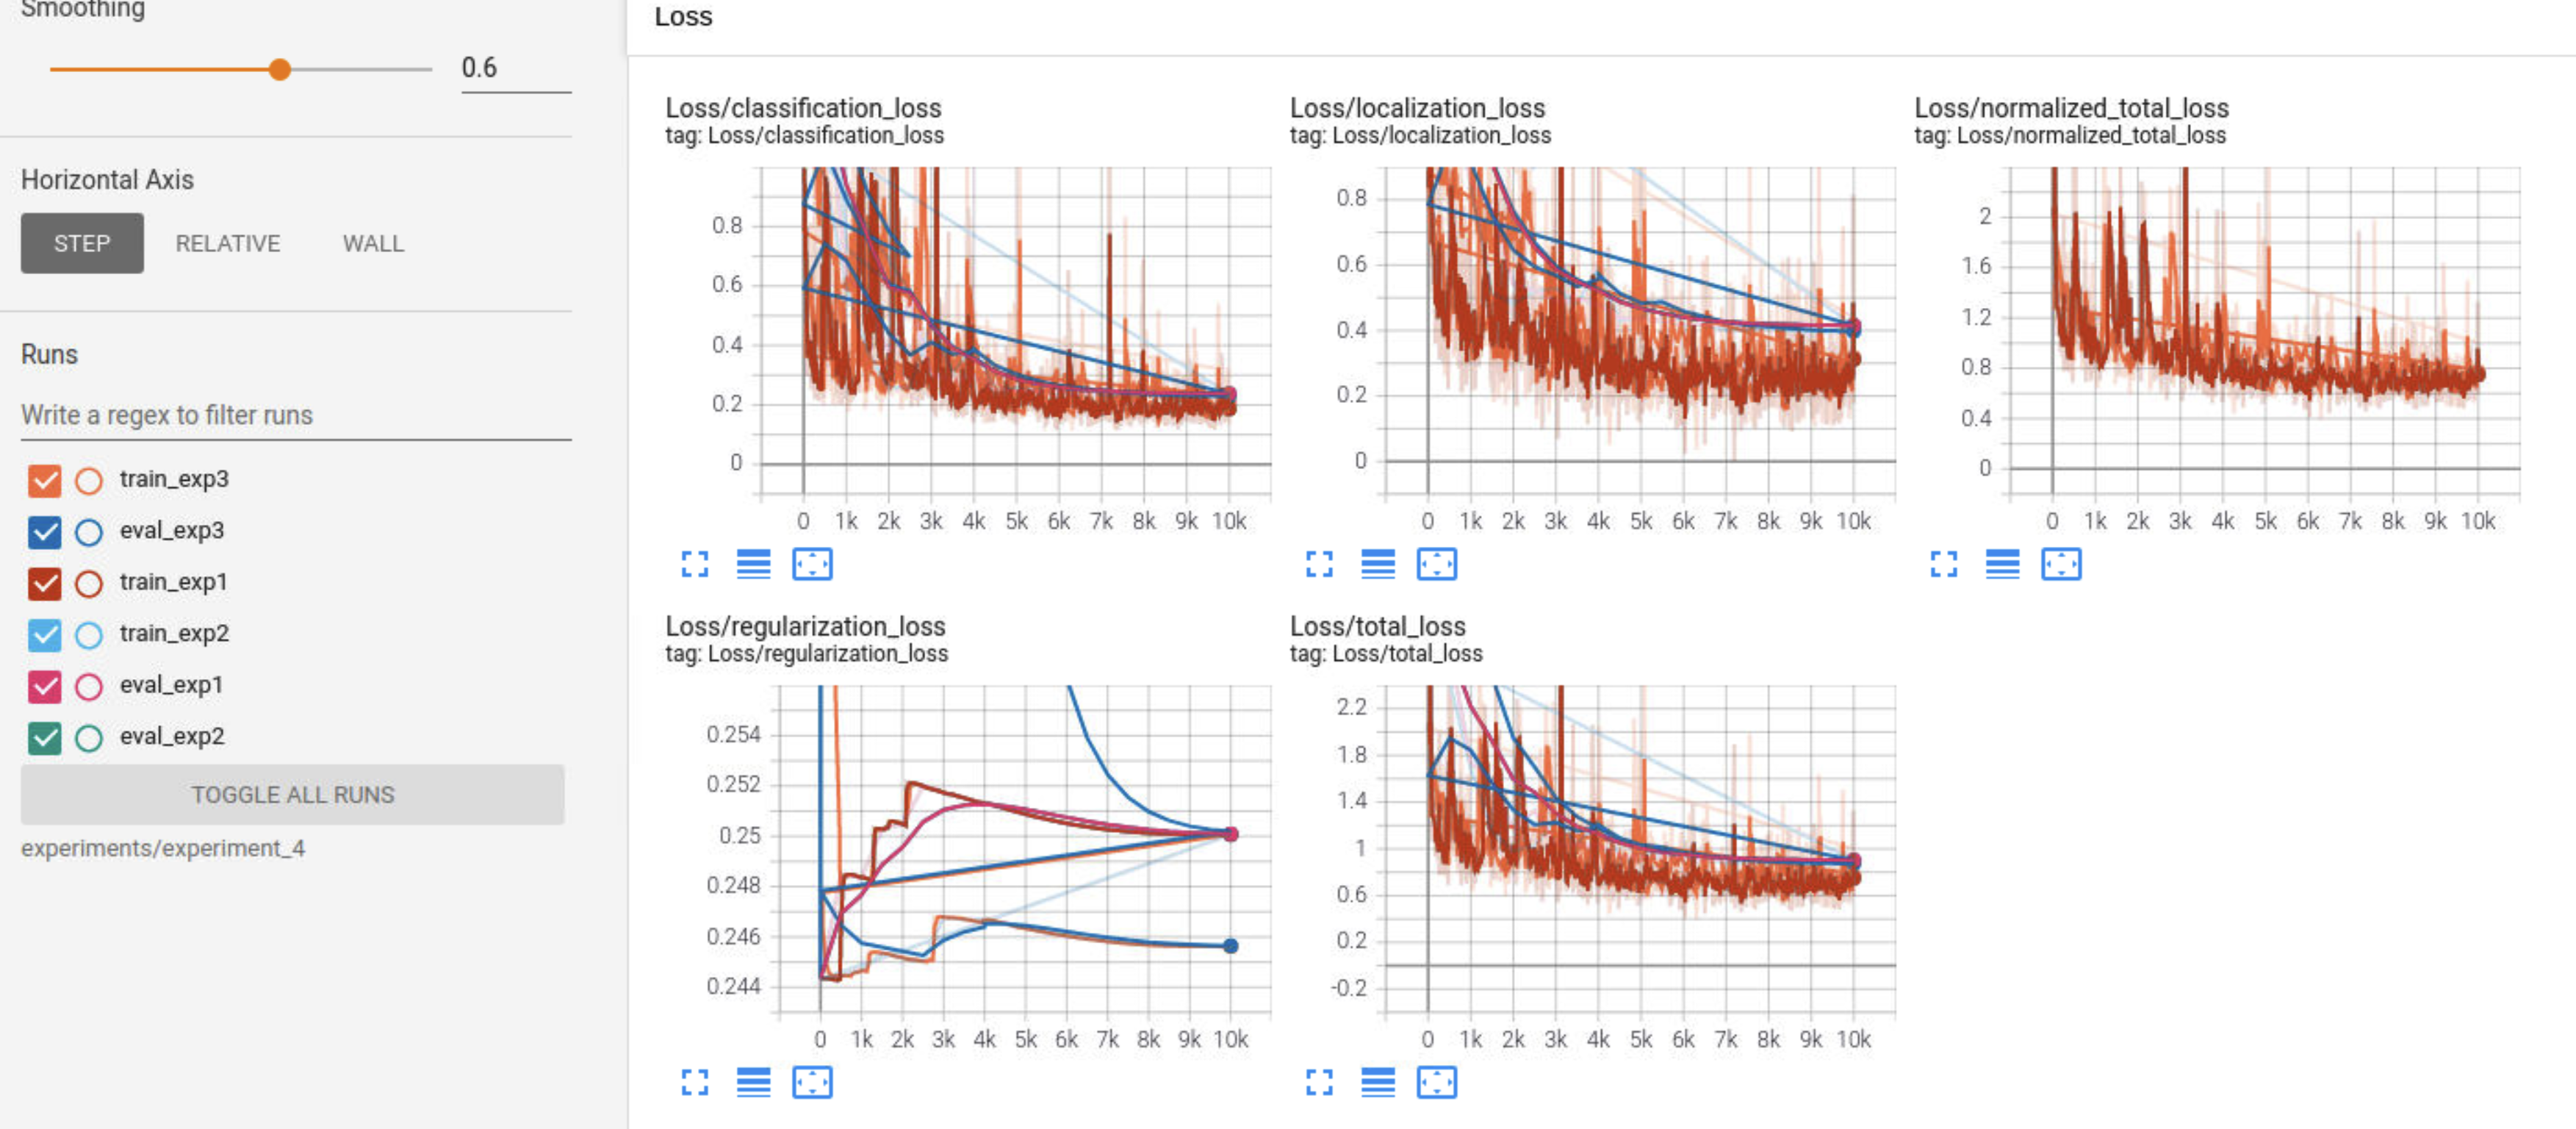 Smoothing
0.6
Horizontal Axis
STEP RELATIVE WALL
Runs
Write a regex to filter runs
train_exp3
eval_exp3
train_exp1
train_exp2
eval_exp1
eval_exp2
TOGGLE ALL RUNS
experiments/experiment_4
Loss
Loss/classification_loss
tag: Loss/classification_loss
0.8
0.6
0.4
0.2
0
0 1k 2k 3k 4k 5k 6k 7k 8k 9k 10k
Loss/localization_loss
tag: Loss/localization_loss
0.8
0.6
0.4
0.2
0
0 1k 2k 3k 4k 5k 6k 7k 8k 9k 10k
Loss/normalized_total_loss
tag: Loss/normalized_total_loss
2
1.6
1.2
0.8
0.4
0
0 1k 2k 3k 4k 5k 6k 7k 8k 9k 10k
Loss/regularization_loss
tag: Loss/regularization_loss
0.254
0.252
0.25
0.248
0.246
0.244
0 1k 2k 3k 4k 5k 6k 7k 8k 9k 10k
Loss/total_loss
tag: Loss/total_loss
2.2
1.8
1.4
1
0.6
0.2
-0.2
0 1k 2k 3k 4k 5k 6k 7k 8k 9k 10k